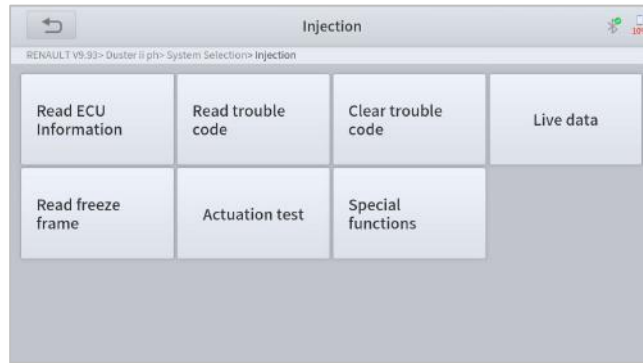 Injection
RENAULT V9.93> Duster ii ph> System Selection> Injection
Read ECU
Information
Read trouble
code
Clear trouble
code
Live data
Read freeze
frame
Actuation test
Special
functions